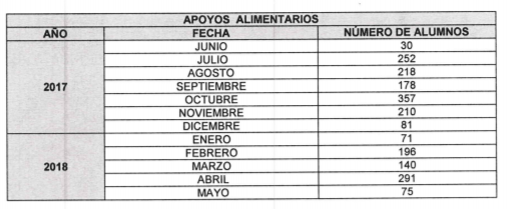 APOYOS ALIMENTARIOS
AÑO FECHA NÚMERO DE ALUMNOS
2017
JUNIO 30
JULIO 252
AGOSTO 218
SEPTIEMBRE 178
OCTUBRE 357
NOVIEMBRE 210
DICEMBRE 81
2018
ENERO 71
FEBRERO 196
MARZO 140
ABRIL 291
MAYO 75